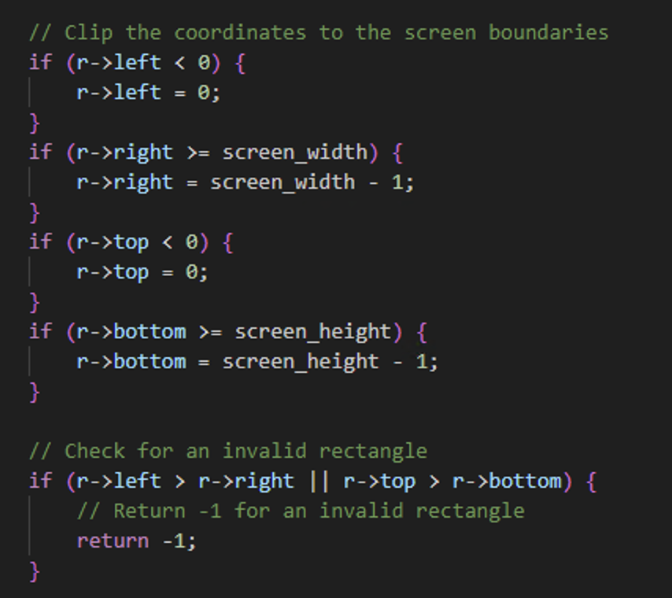 // Clip the coordinates to the screen boundaries
if (r->left < 0) {
    r->left = 0;
}
if (r->right >= screen_width) {
    r->right = screen_width - 1;
}
if (r->top < 0) {
    r->top = 0;
}
if (r->bottom >= screen_height) {
    r->bottom = screen_height - 1;
}

// Check for an invalid rectangle
if (r->left > r->right || r->top > r->bottom) {
    // Return -1 for an invalid rectangle
    return -1;
}